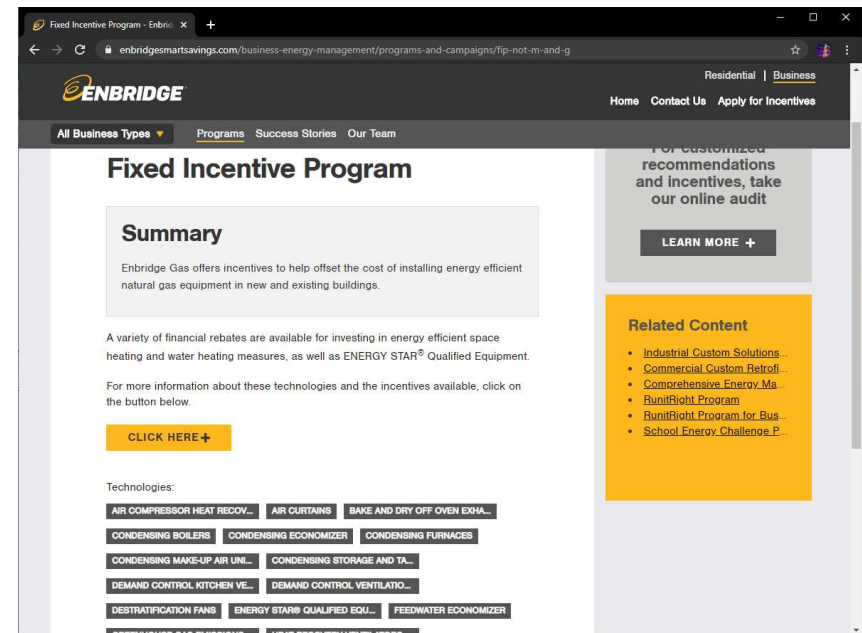 Fixed Incentive Program - Enbrid
enbridgesmartsavings.com/business-energy-management/programs-and-campaigns/fip-not-m-and-g
Residential | Business
ENBRIDGE
Home Contact Us Apply for Incentives
All Business Types Programs Success Stories Our Team
Fixed Incentive Program
Summary
Enbridge Gas offers incentives to help offset the cost of installing energy efficient
natural gas equipment in new and existing buildings.
A variety of financial rebates are available for investing in energy efficient space
heating and water heating measures, as well as ENERGY STAR® Qualified Equipment.
For more information about these technologies and the incentives available, click on
the button below.
CLICK HERE +
Technologies:
AIR COMPRESSOR HEAT RECOV... AIR CURTAINS BAKE AND DRY OFF OVEN EXHA...
CONDENSING BOILERS CONDENSING ECONOMIZER CONDENSING FURNACES
CONDENSING MAKE-UP AIR UNI... CONDENSING STORAGE AND TA...
DEMAND CONTROL KITCHEN VE... DEMAND CONTROL VENTILATIO...
DESTRATIFICATION FANS ENERGY STAR® QUALIFIED EQU... FEEDWATER ECONOMIZER
For customized
recommendations
and incentives, take
our online audit
LEARN MORE +
Related Content
• Industrial Custom Solutions...
• Commercial Custom Retrofi...
• Comprehensive Energy Ma...
• RunitRight Program
• RunitRight Program for Bus...
• School Energy Challenge P...